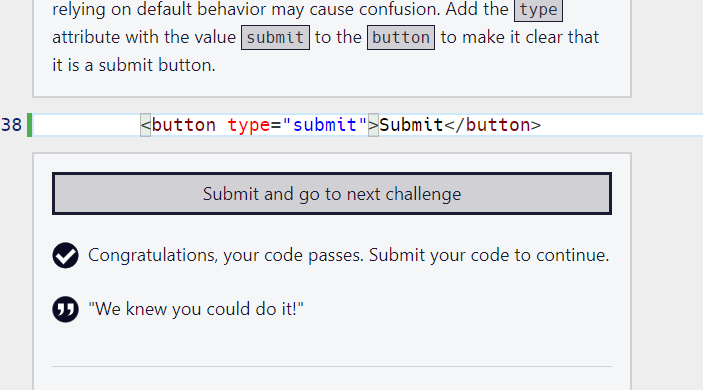 relying on default behavior may cause confusion. Add the type
attribute with the value submit to the button to make it clear that
it is a submit button.
38 <button type="submit">Submit</button>
Submit and go to next challenge
Congratulations, your code passes. Submit your code to continue.
"We knew you could do it!"